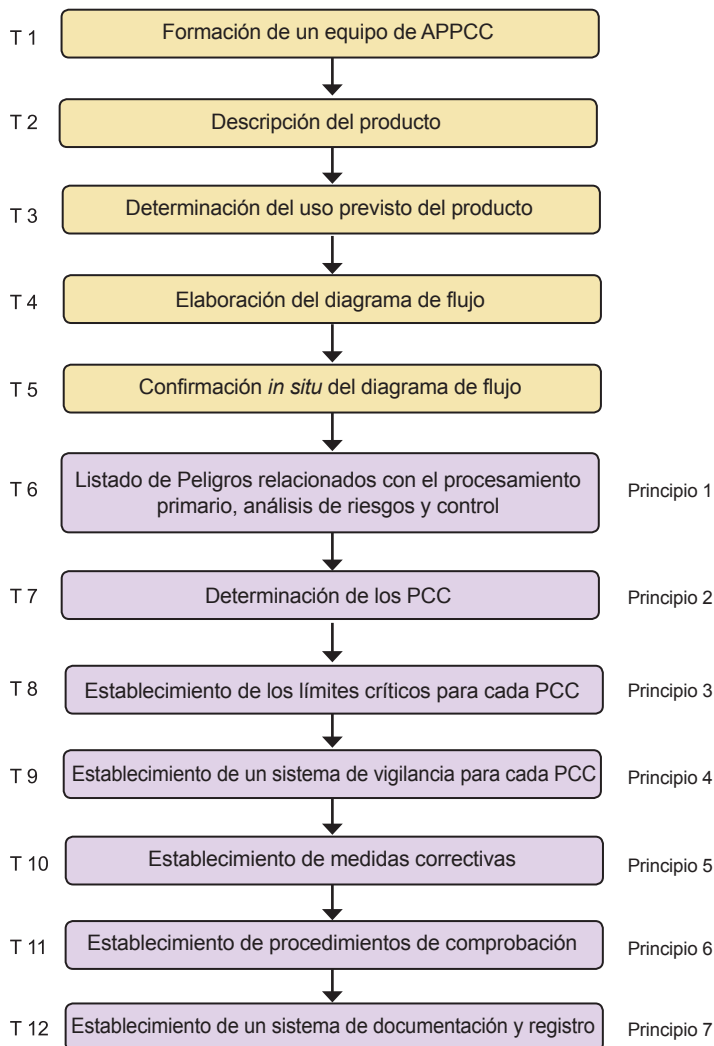 T 1 Formación de un equipo de APPCC
T 2 Descripción del producto
T 3 Determinación del uso previsto del producto
T 4 Elaboración del diagrama de flujo
T 5 Confirmación in situ del diagrama de flujo
T 6 Listado de Peligros relacionados con el procesamiento
primario, análisis de riesgos y control Principio 1
T 7 Determinación de los PCC Principio 2
T 8 Establecimiento de los límites críticos para cada PCC Principio 3
T 9 Establecimiento de un sistema de vigilancia para cada PCC Principio 4
T 10 Establecimiento de medidas correctivas Principio 5
T 11 Establecimiento de procedimientos de comprobación Principio 6
T 12 Establecimiento de un sistema de documentación y registro Principio 7